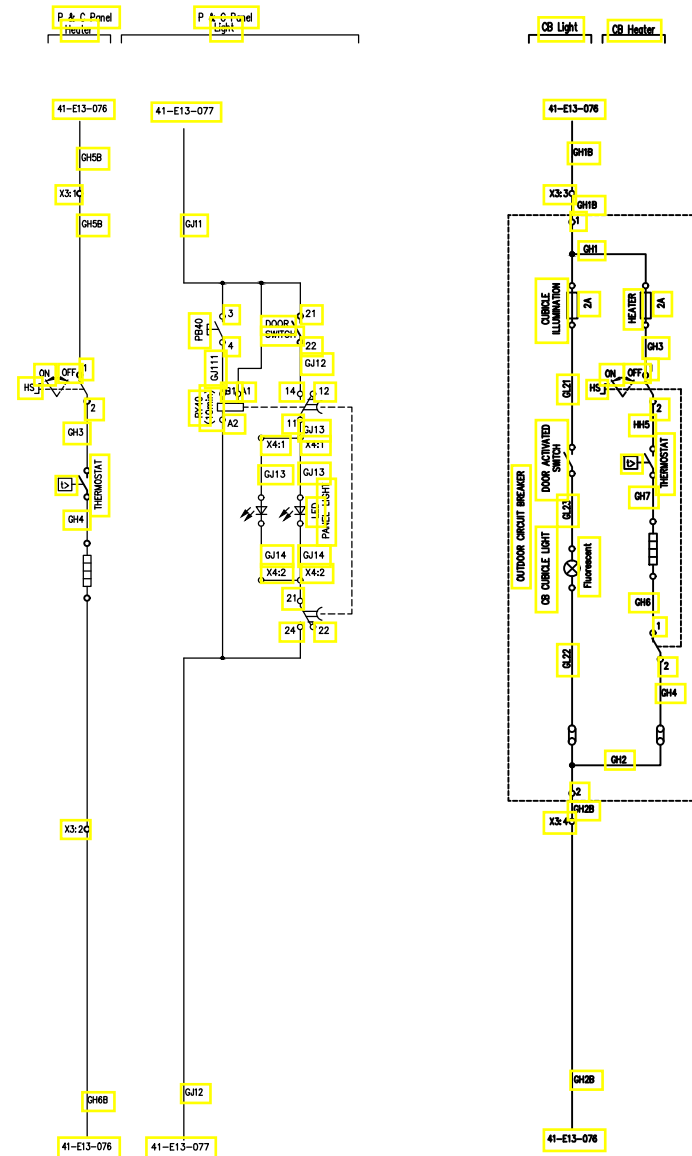 P & C Panel
Heater
P & C Panel
Light
CB Light
CB Heater
41-E13-076
41-E13-077
41-E13-076
GH5B
GH1B
X3:1
X3:3
GH1B
GH5B
GJ11
1
GH1
CUBICLE
ILLUMINATION
2A
HEATER
2A
3
21
PB40
DOOR
SWITCH
4
22
GH3
GJ111
GJ12
ON
OFF
1
ON
OFF
1
HS
HS
B1
A1
14
12
GL21
2
2
A2
11
GJ13
HH5
GH3
X4:1
X4:1
DOOR ACTIVATED
SWITCH
THERMOSTAT
THERMOSTAT
GJ13
GJ13
GH7
GH4
LED
PANEL LIGHT
GL23
OUTDOOR CIRCUIT BREAKER
CB CUBICLE LIGHT
Fluorescent
GJ14
GJ14
X4:2
X4:2
21
GH6
24
22
1
GL22
2
GH4
GH2
2
GH2B
X3:4
X3:2
GH2B
GH6B
GJ12
41-E13-076
41-E13-077
41-E13-076